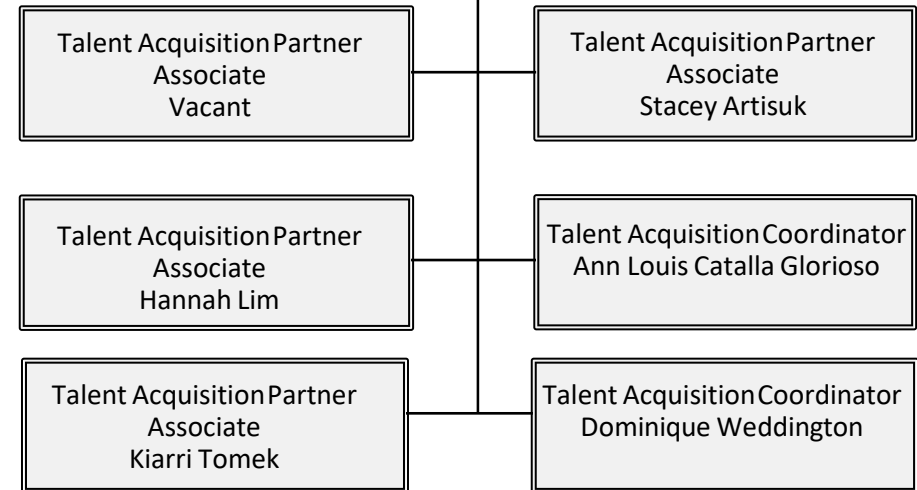 Talent Acquisition Partner
Associate
Vacant
Talent Acquisition Partner
Associate
Stacey Artisuk
Talent Acquisition Partner
Associate
Hannah Lim
Talent Acquisition Coordinator
Ann Louis Catalla Glorioso
Talent Acquisition Partner
Associate
Kiarri Tomek
Talent Acquisition Coordinator
Dominique Weddington